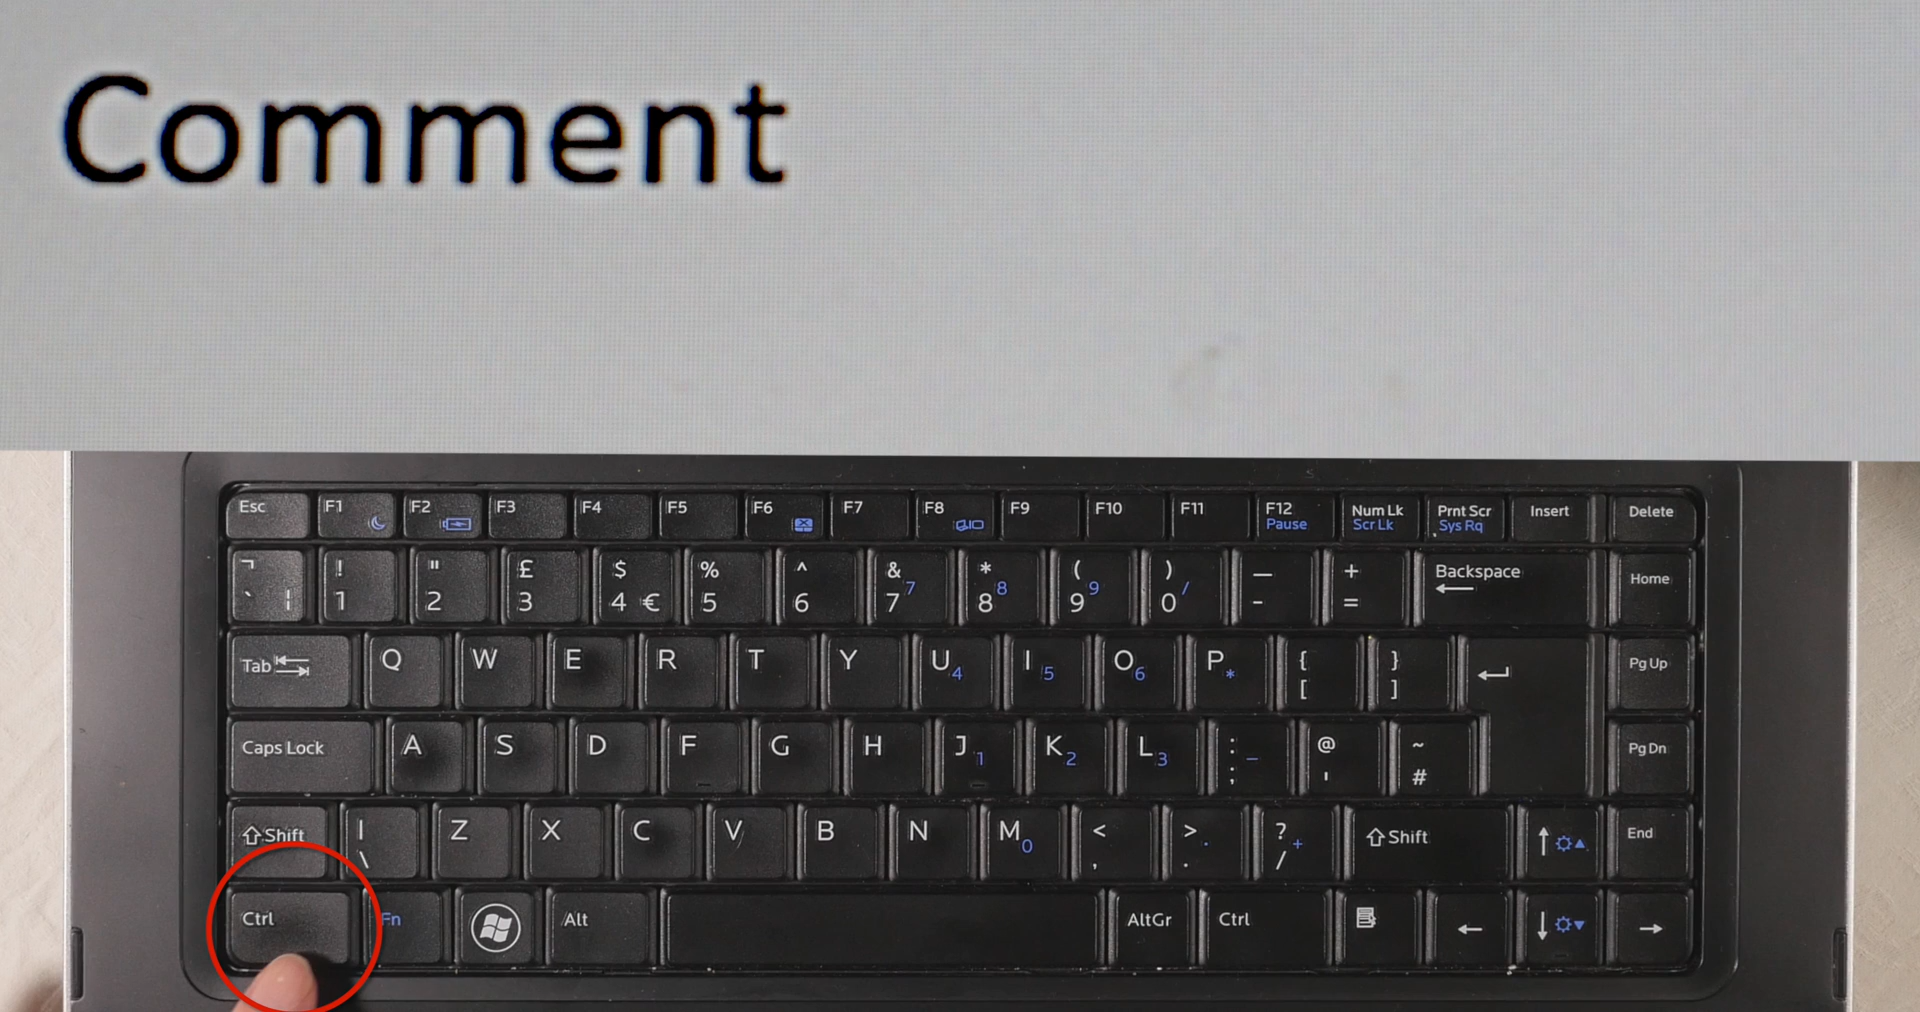 Comment
Esc F1 F2 F3 F4 F5 F6 F7 F8 F9 F10 F11 F12 Pause Num Lk Scr Lk Prnt Scr Sys Rq Insert Delete
¬ ` ¦ ! 1 " 2 £ 3 $ 4 € % 5 ^ 6 & 7 7 * 8 8 ( 9 9 ) 0 / _ - + = Backspace Home
Tab Q W E R T Y U 4 I 5 O 6 P * { [ } ] Pg Up
Caps Lock A S D F G H J 1 K 2 L 3 : ; - @ ' ~ # Pg Dn
Shift | \ Z X C V B N M 0 < , > . . ? / + Shift End
Ctrl Fn Alt AltGr Ctrl